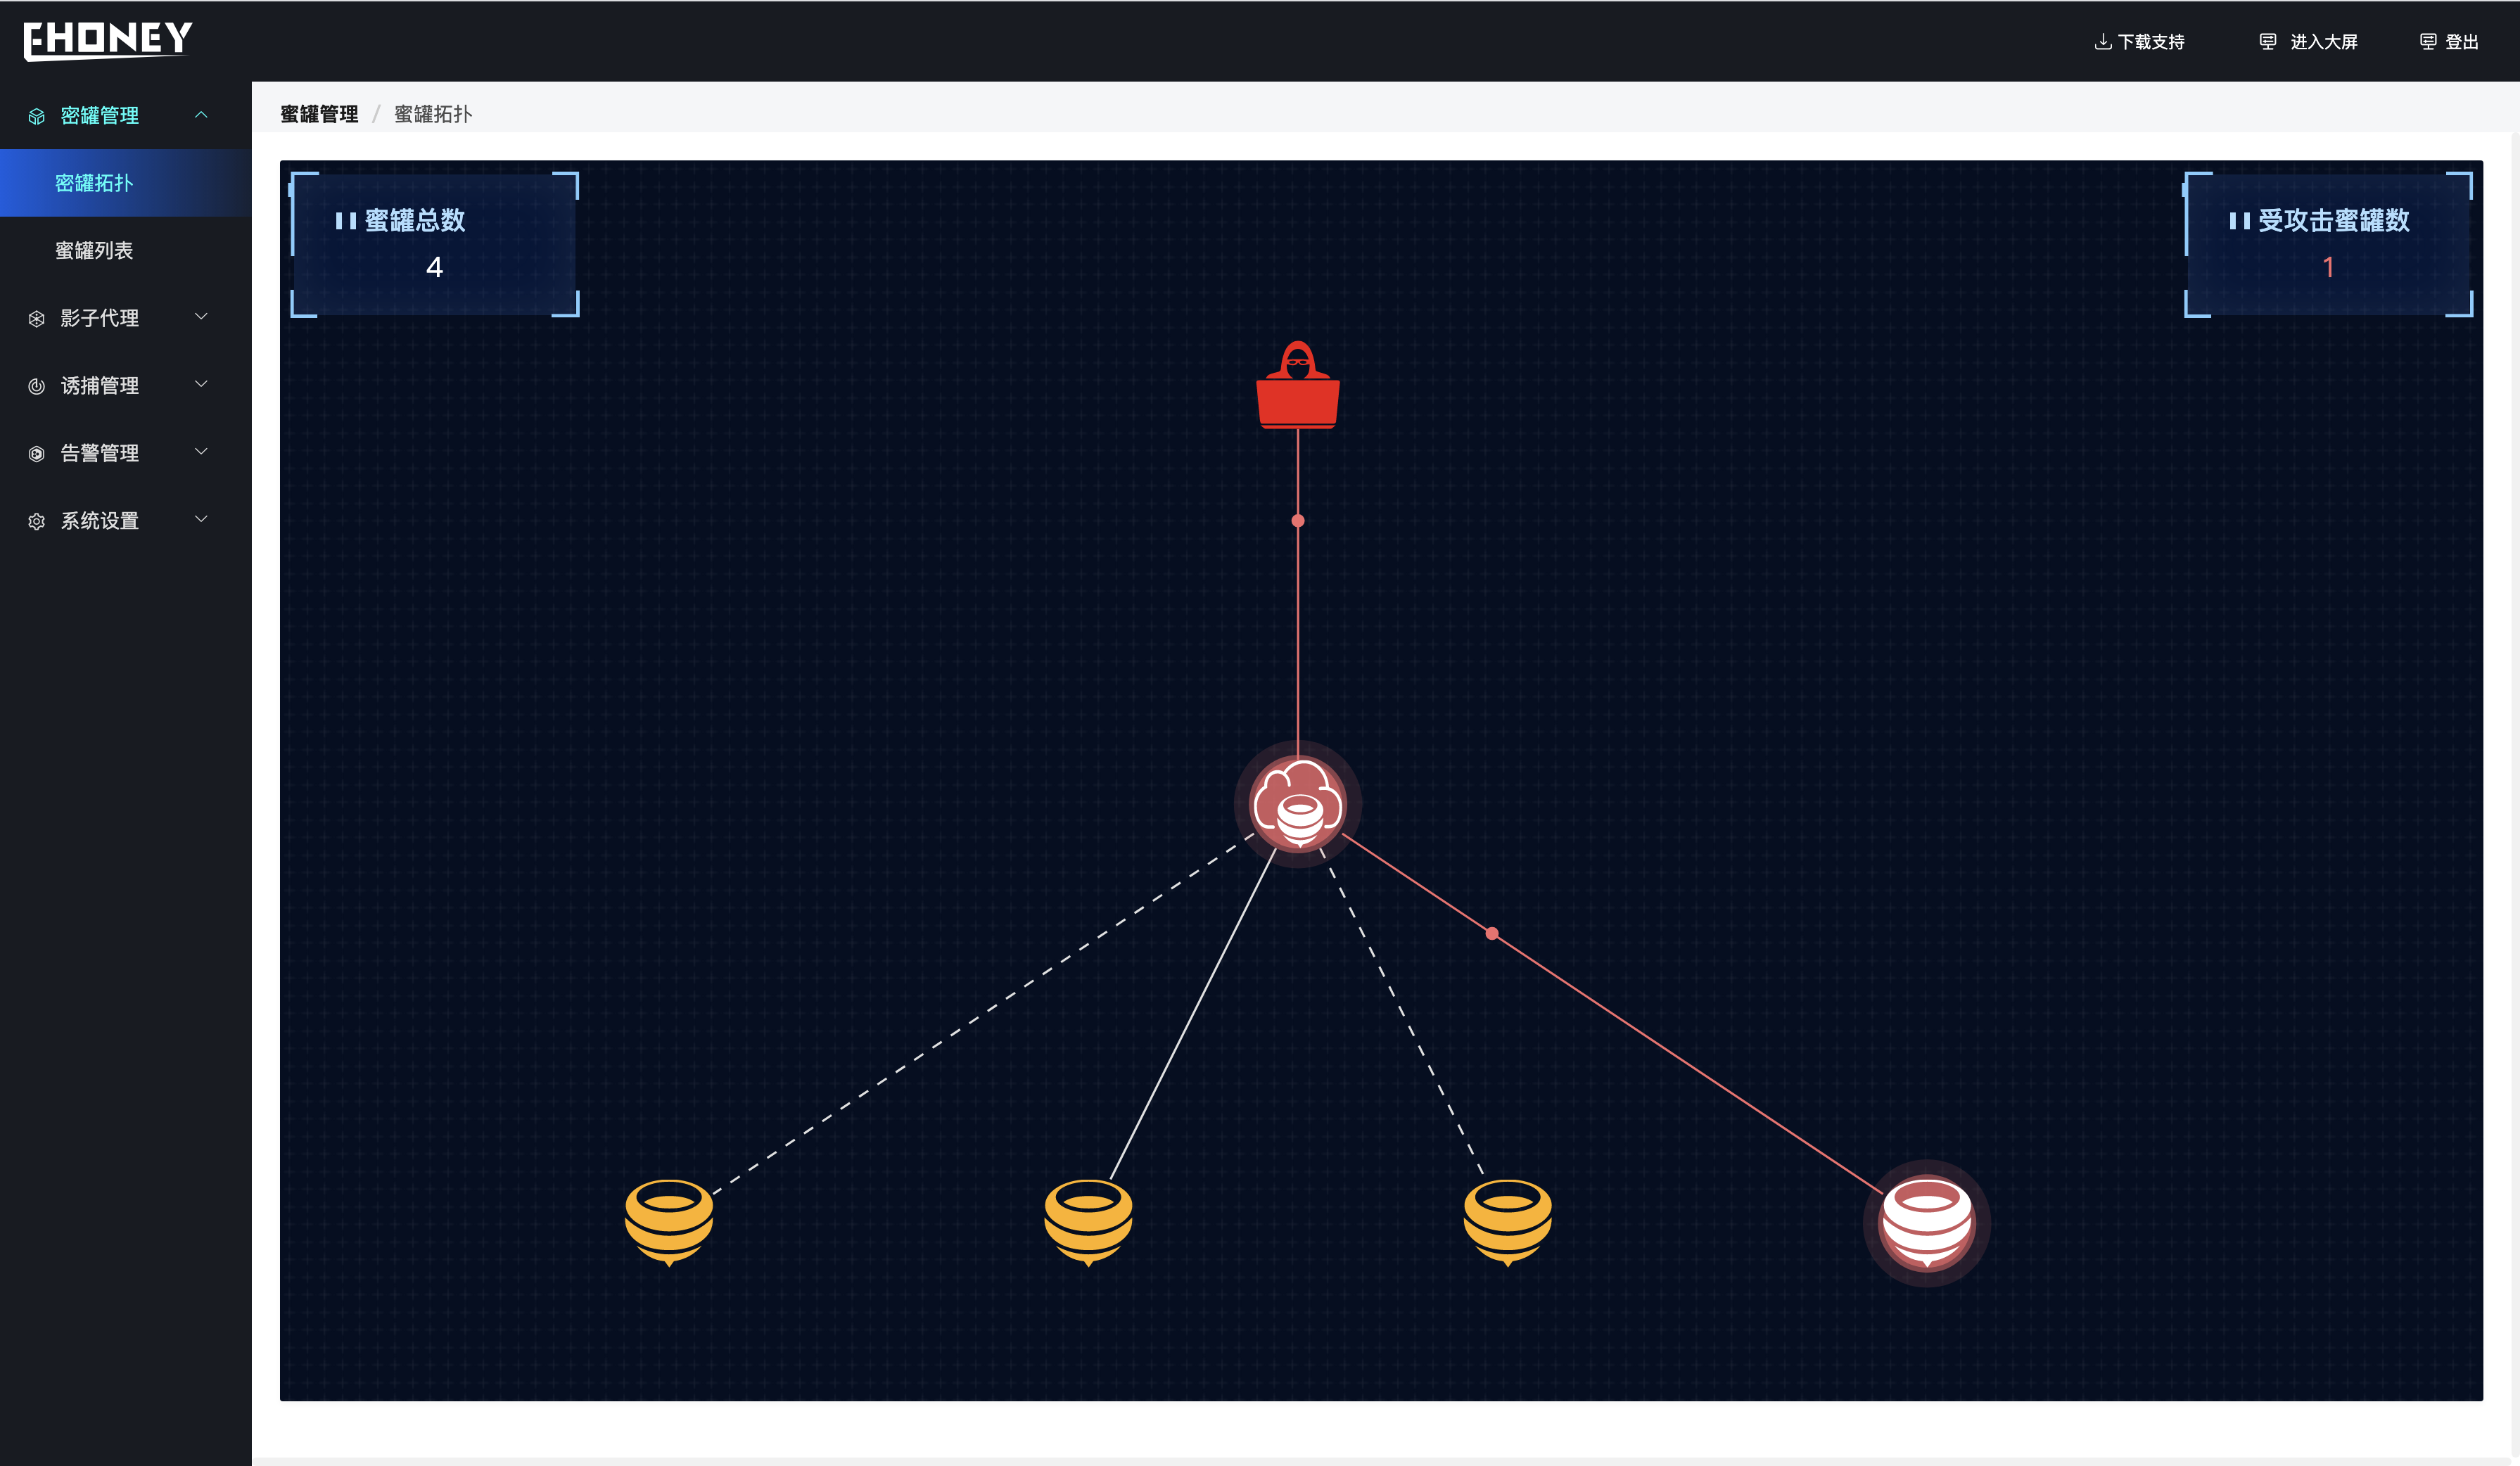 EHONEY
下载支持
进入大屏
登出
密罐管理
密罐拓扑
蜜罐列表
影子代理
诱捕管理
告警管理
系统设置
蜜罐管理 / 蜜罐拓扑
蜜罐总数
4
受攻击蜜罐数
1